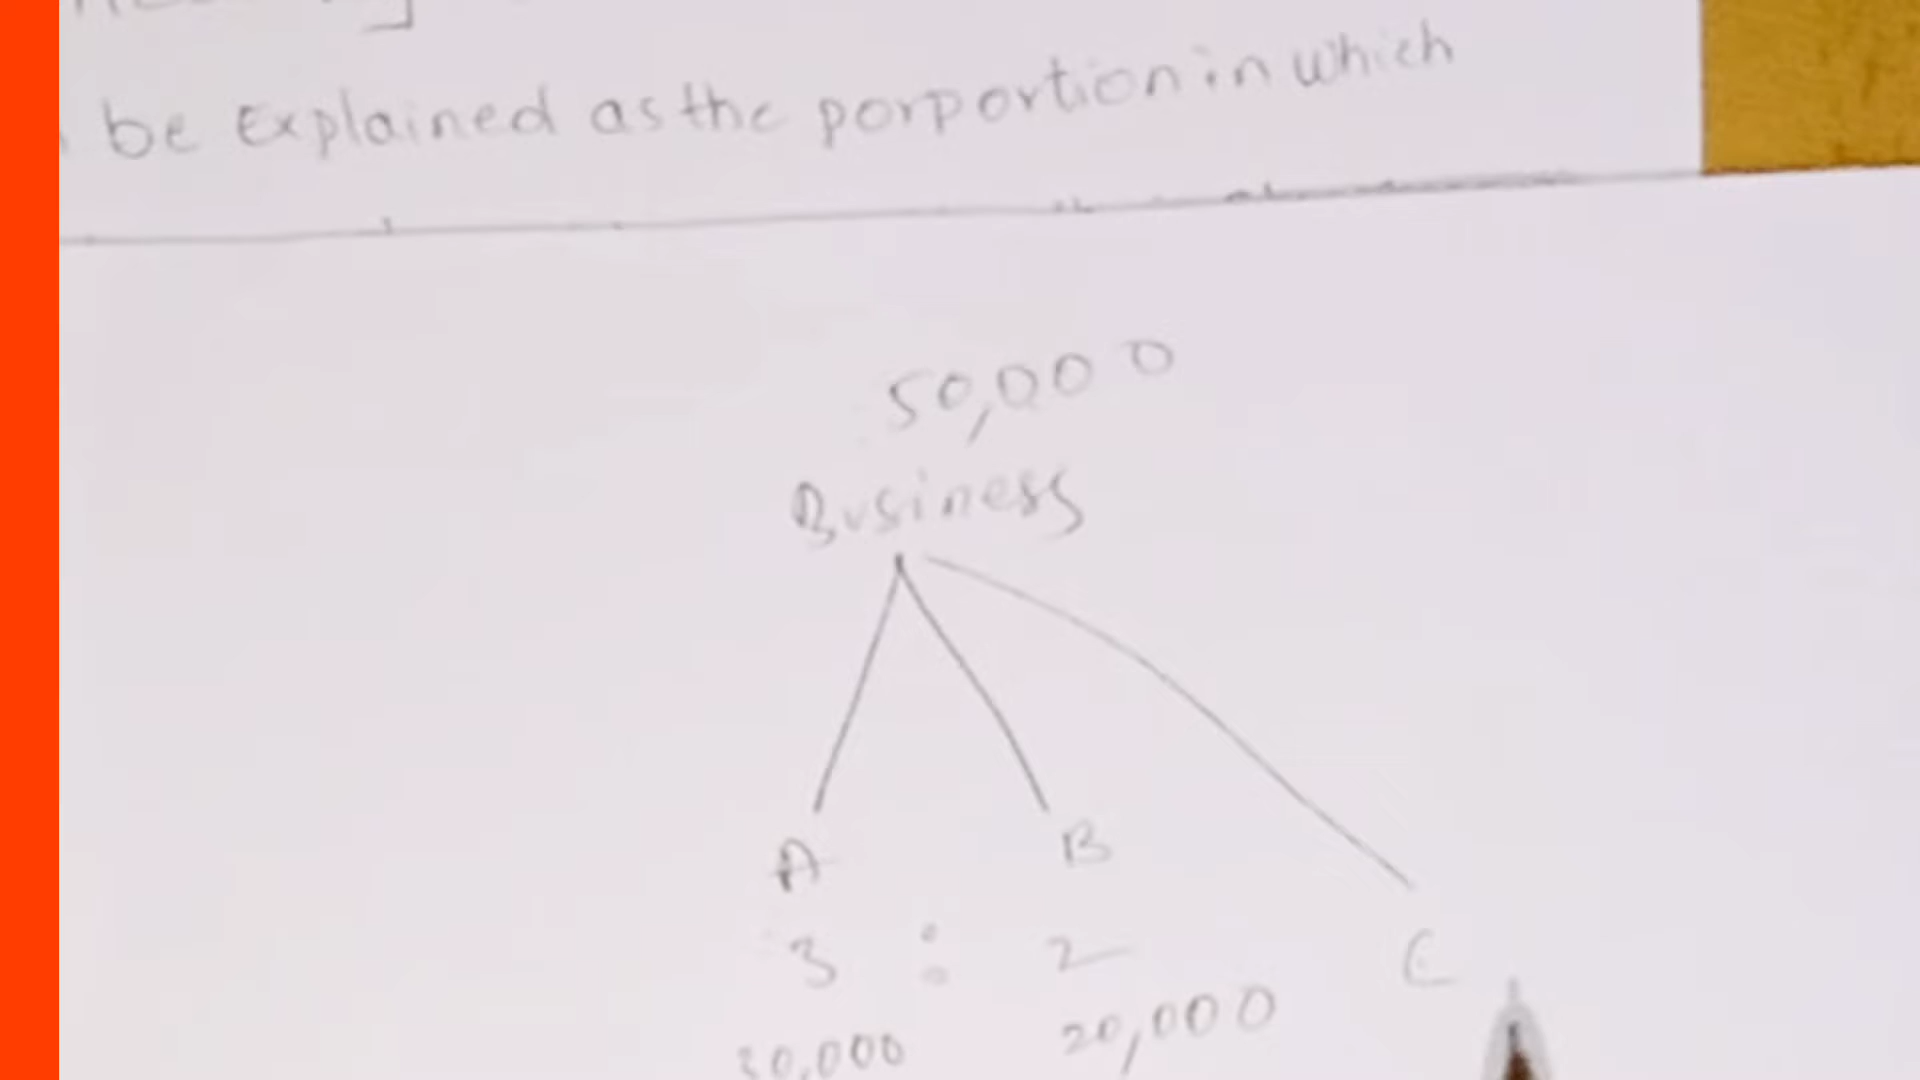 be Explained as the porportion in which
50,000
Business
A B
3 : 2
C
30,000 20,000